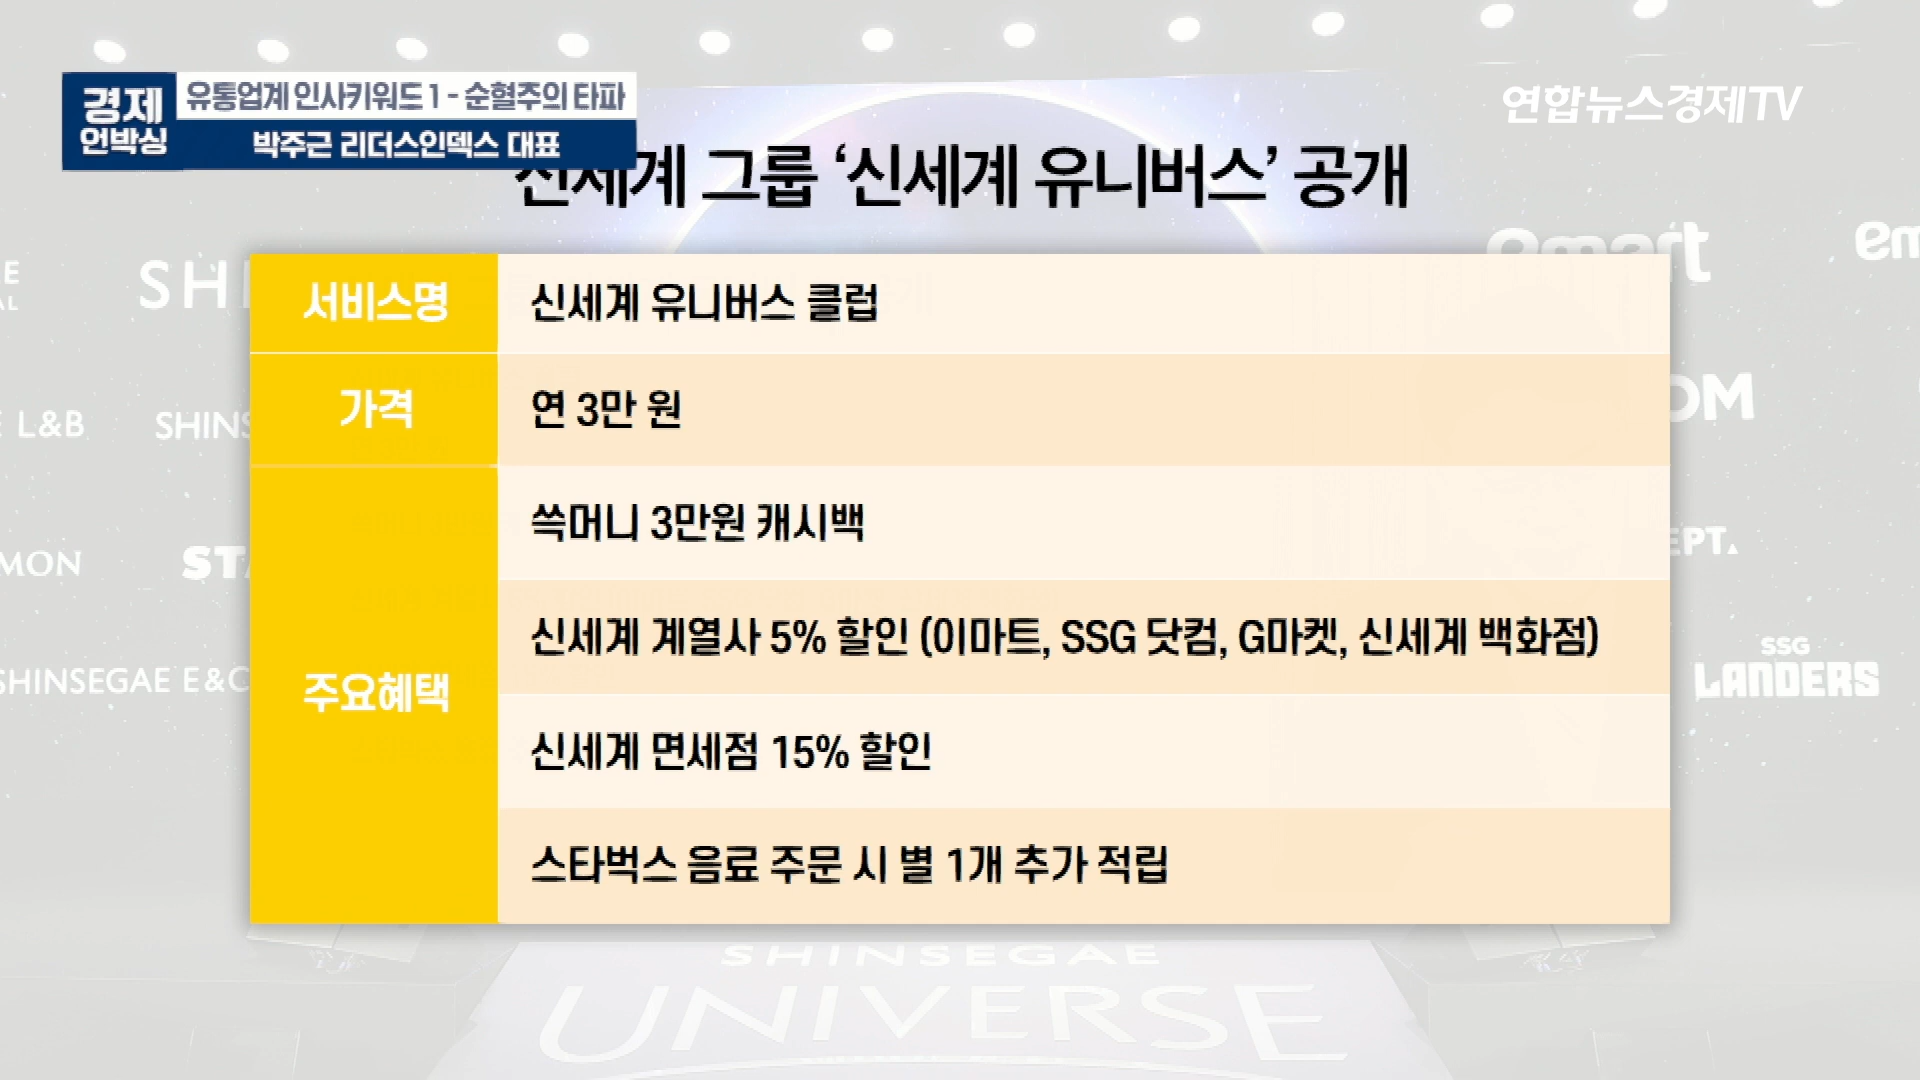 경제
언박싱
유통업계 인사키워드 1 - 순혈주의 타파
박주근 리더스인덱스 대표
연합뉴스경제TV
신세계 그룹 ‘신세계 유니버스’ 공개
서비스명
신세계 유니버스 클럽
가격
연 3만 원
주요혜택
쓱머니 3만원 캐시백
신세계 계열사 5% 할인 (이마트, SSG 닷컴, G마켓, 신세계 백화점)
신세계 면세점 15% 할인
스타벅스 음료 주문 시 별 1개 추가 적립
emart
L&B
SHINSEGAE E&C
SSG
LANDERS
SHINSEGAE
UNIVERSE